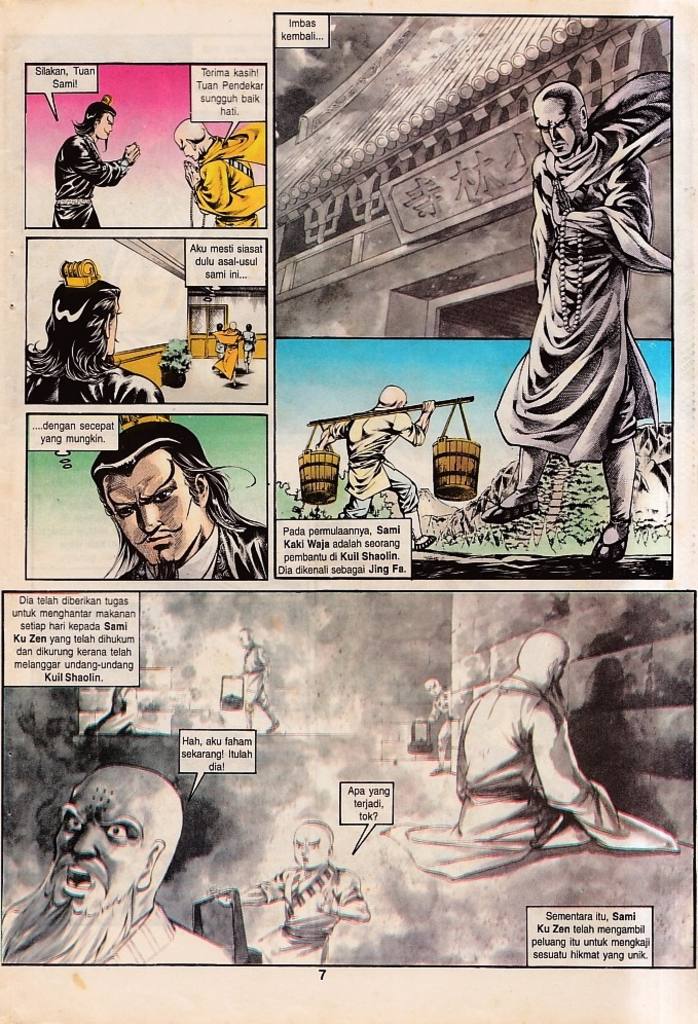 Silakan, Tuan
Sami!
Terima kasih!
Tuan Pendekar
sungguh baik
hati.
Aku mesti siasat
dulu asal-usul
sami ini...
....dengan secepat
yang mungkin.
Imbas
kembali...
寺林少
Pada permulaannya, Sami
Kaki Waja adalah seorang
pembantu di Kuil Shaolin.
Dia dikenali sebagai Jing Fa.
Dia telah diberikan tugas
untuk menghantar makanan
setiap hari kepada Sami
Ku Zen yang telah dihukum
dan dikurung kerana telah
melanggar undang-undang
Kuil Shaolin.
Hah, aku faham
sekarang! Itulah
dia!
Apa yang
terjadi,
tok?
Sementara itu, Sami
Ku Zen telah mengambil
peluang itu untuk mengkaji
sesuatu hikmat yang unik.
7